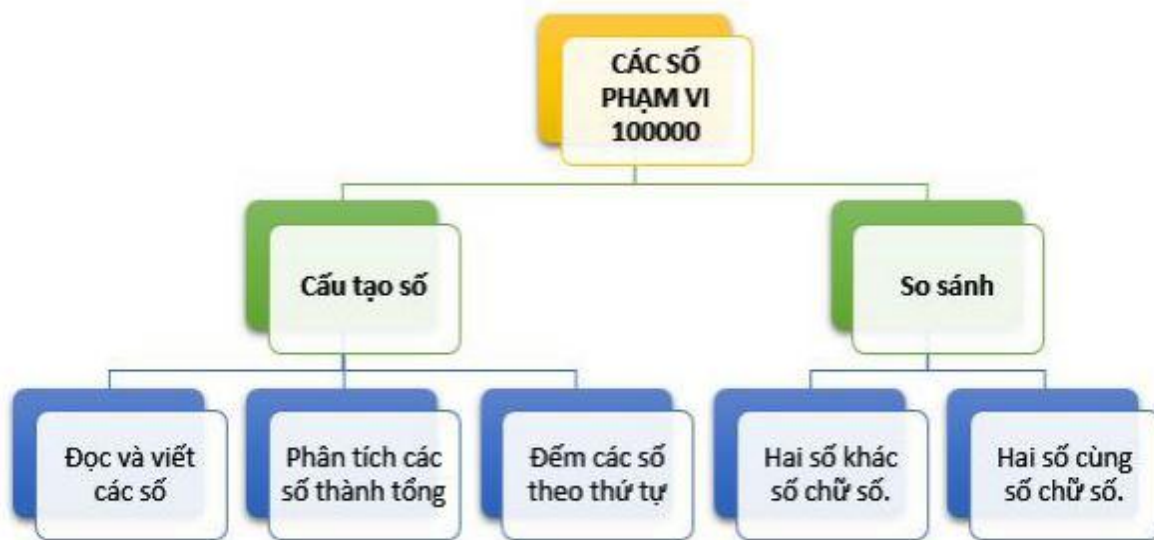 CÁC SỐ
PHẠM VI
100000
Cấu tạo số
So sánh
Đọc và viết
các số
Phân tích các
số thành tổng
Đếm các số
theo thứ tự
Hai số khác
số chữ số.
Hai số cùng
số chữ số.